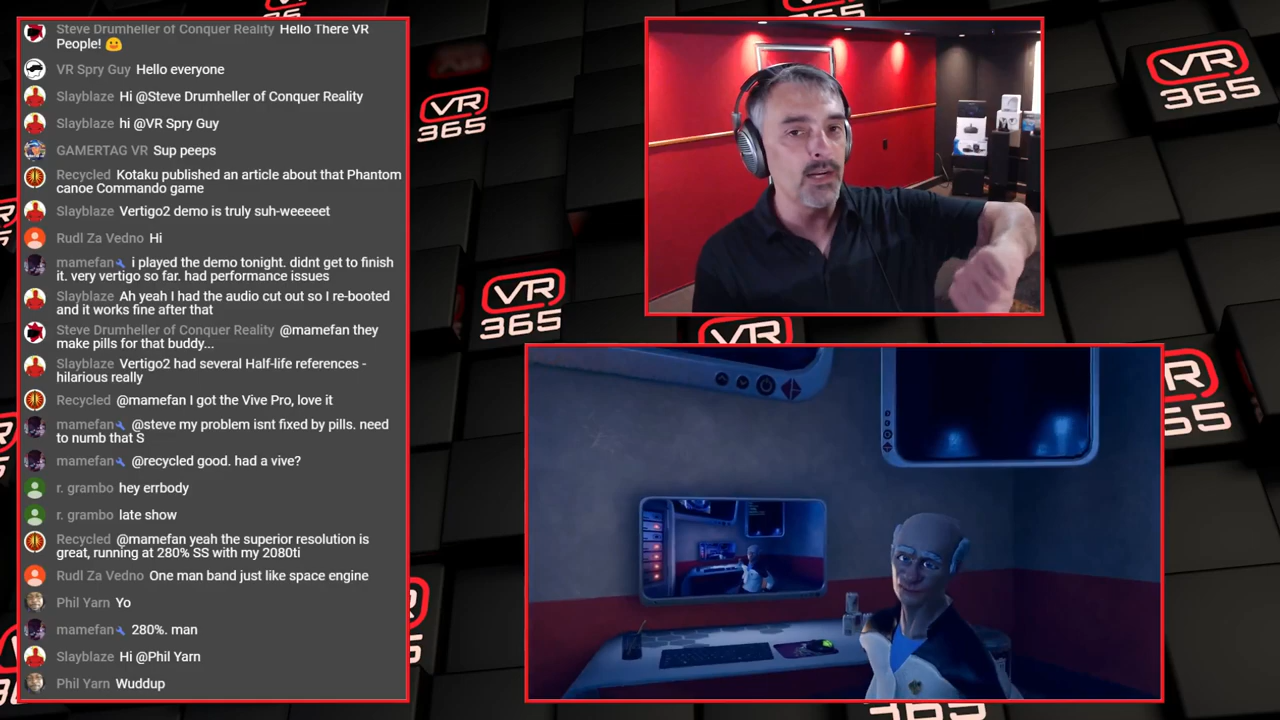 Steve Drumheller of Conquer Reality Hello There VR
People!
VR Spry Guy Hello everyone
Slayblaze Hi @Steve Drumheller of Conquer Reality
Slayblaze hi @VR Spry Guy
GAMERTAG VR Sup peeps
Recycled Kotaku published an article about that Phantom
canoe Commando game
Slayblaze Vertigo2 demo is truly suh-weeeeet
Rudl Za Vedno Hi
mamefan i played the demo tonight. didnt get to finish
it. very vertigo so far. had performance issues
Slayblaze Ah yeah I had the audio cut out so I re-booted
and it works fine after that
Steve Drumheller of Conquer Reality @mamefan they
make pills for that buddy...
Slayblaze Vertigo2 had several Half-life references -
hilarious really
Recycled @mamefan I got the Vive Pro, love it
mamefan @steve my problem isnt fixed by pills. need
to numb that S
mamefan @recycled good. had a vive?
r. grambo hey errbody
r. grambo late show
Recycled @mamefan yeah the superior resolution is
great, running at 280% SS with my 2080ti
Rudl Za Vedno One man band just like space engine
Phil Yarn Yo
mamefan 280%. man
Slayblaze Hi @Phil Yarn
Phil Yarn Wuddup
VR
365
VR
365
VR
365
VR
365
R
65
365